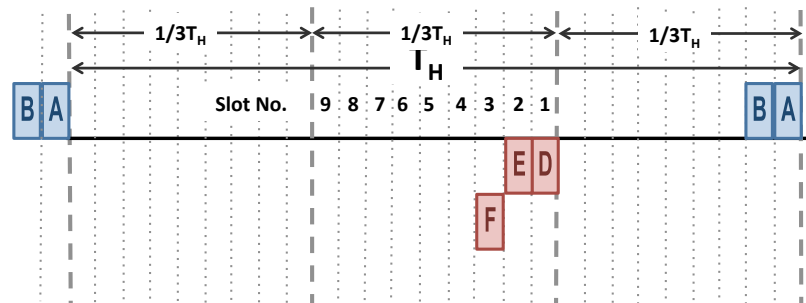 1/3T_H 1/3T_H 1/3T_H
T_H
B A Slot No. 9 8 7 6 5 4 3 2 1 B A
E D
F